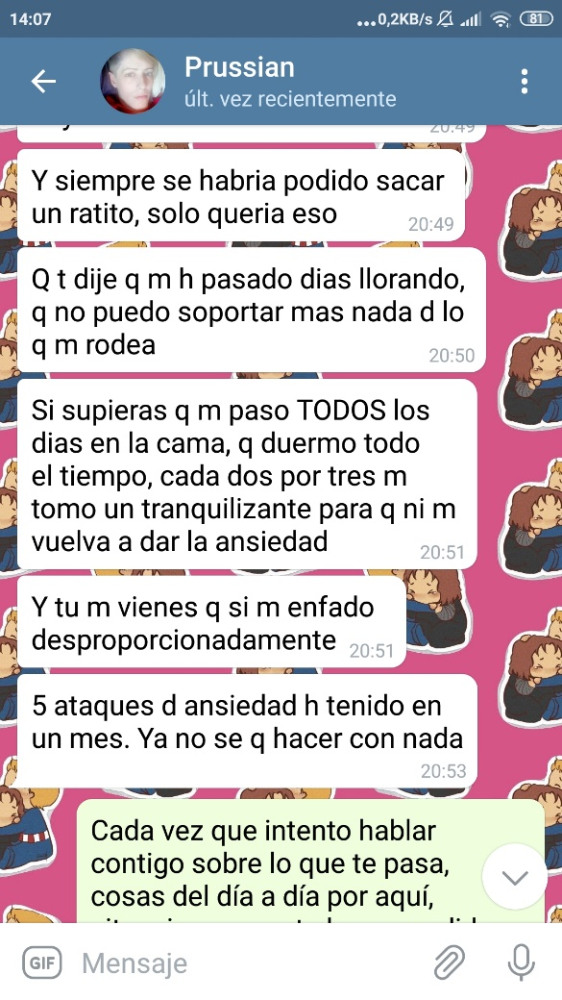 14:07
...0,2KB/s
81
Prussian
últ. vez recientemente
20:49
Y siempre se habria podido sacar
un ratito, solo queria eso
20:49
Q t dije q m h pasado dias llorando,
q no puedo soportar mas nada d lo
q m rodea
20:50
Si supieras q m paso TODOS los
dias en la cama, q duermo todo
el tiempo, cada dos por tres m
tomo un tranquilizante para q ni m
vuelva a dar la ansiedad
20:51
Y tu m vienes q si m enfado
desproporcionadamente
20:51
5 ataques d ansiedad h tenido en
un mes. Ya no se q hacer con nada
20:53
Cada vez que intento hablar
contigo sobre lo que te pasa,
cosas del día a día por aquí,
GIF
Mensaje